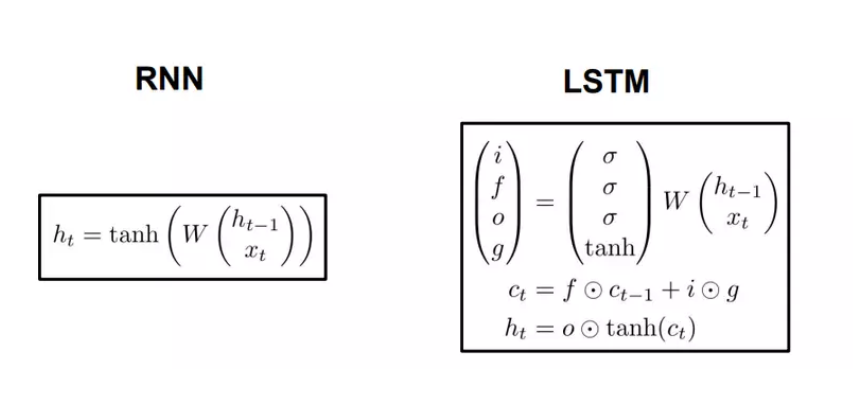 RNN
h_t = tanh ( W ( h_{t−1} x_t ) )
LSTM
( i f o g ) = ( σ σ σ tanh ) W ( h_{t−1} x_t )
c_t = f ⊙ c_{t−1} + i ⊙ g
h_t = o ⊙ tanh(c_t)